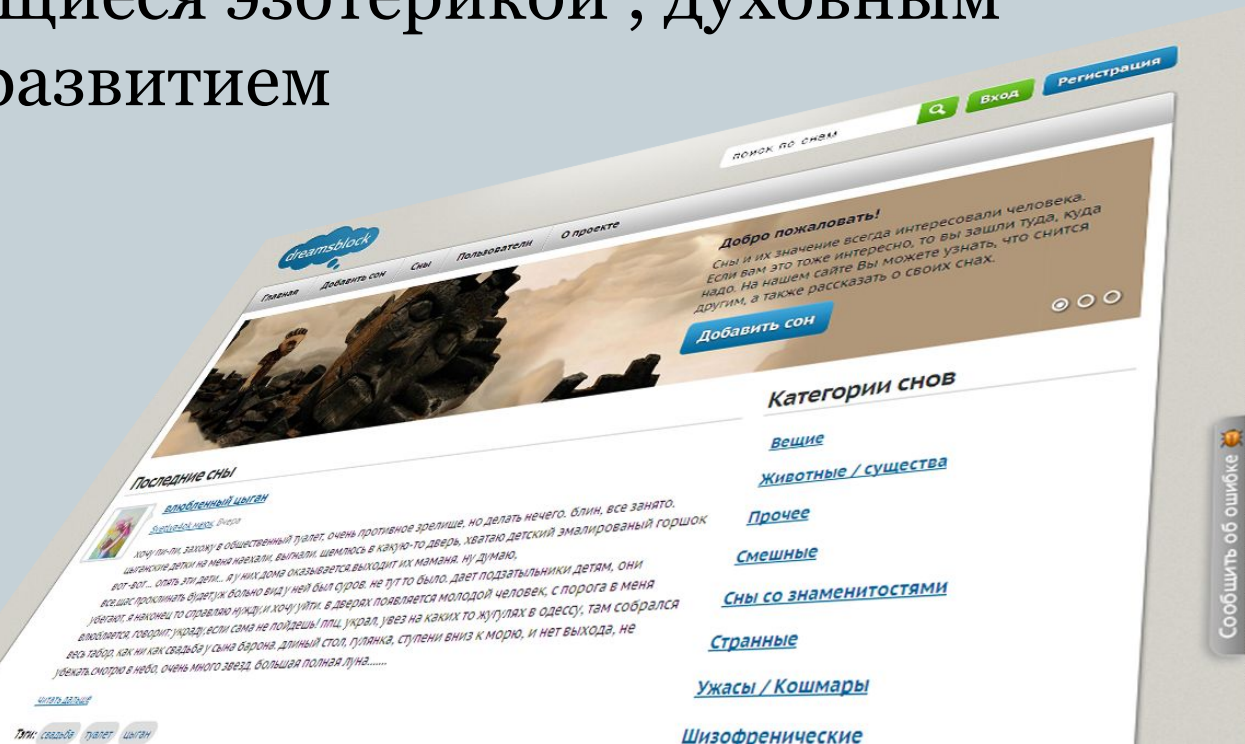 щиеся эзотерикой , духовным
развитием
поиск по снам
Вход
Регистрация
dreamsblock
Главная
Добавить сон
Сны
Пользователи
О проекте
Добро пожаловать!
Сны и их значение всегда интересовали человека.
Если вам это тоже интересно, то вы зашли туда, куда
надо. На нашем сайте Вы можете узнать, что снится
другим, а также рассказать о своих снах.
Добавить сон
Последние сны
влюбленный цыган
Вчера
хочу пи-пи, захожу в общественный туалет, очень противное зрелище, но делать нечего. блин, все занято.
цыганские детки на меня наехали, выгнали, шемлюсь в какую-то дверь, хватаю детский эмалированый горшок
вот -вот... опять эти дети... я у них дома оказывается.выходит их маманя. ну думаю,
все,щас проклинать будет,уж больно вид у ней был суров. не тут то было. дает подзатыльники детям, они
убегают. я наконец то справляю нужду,и хочу уйти. в дверях появляется молодой человек, с порога в меня
влюбляется, говорит:украду,если сама не пойдешь! ппц, украл, увез на каких то жугулях в одессу, там собрался
весь табор, как ни как свадьба у сына барона. длиный стол, гулянка, ступени вниз к морю, и нет выхода, не
убежать.смотрю в небо, очень много звезд, большая полная луна.......
читать дальше
Тэги: свадьба туалет цыган
Категории снов
Вещие
Животные / существа
Прочее
Смешные
Сны со знаменитостями
Странные
Ужасы / Кошмары
Шизофренические
Сообщить об ошибке